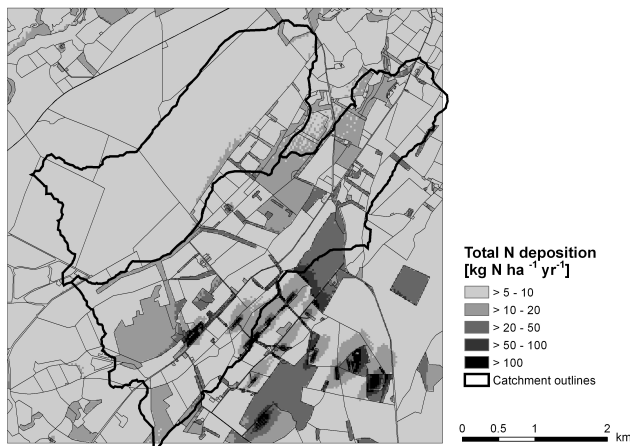 Total N deposition
[kg N ha -1 yr-1]
> 5 - 10
> 10 - 20
> 20 - 50
> 50 - 100
> 100
Catchment outlines
0 0.5 1 2
km